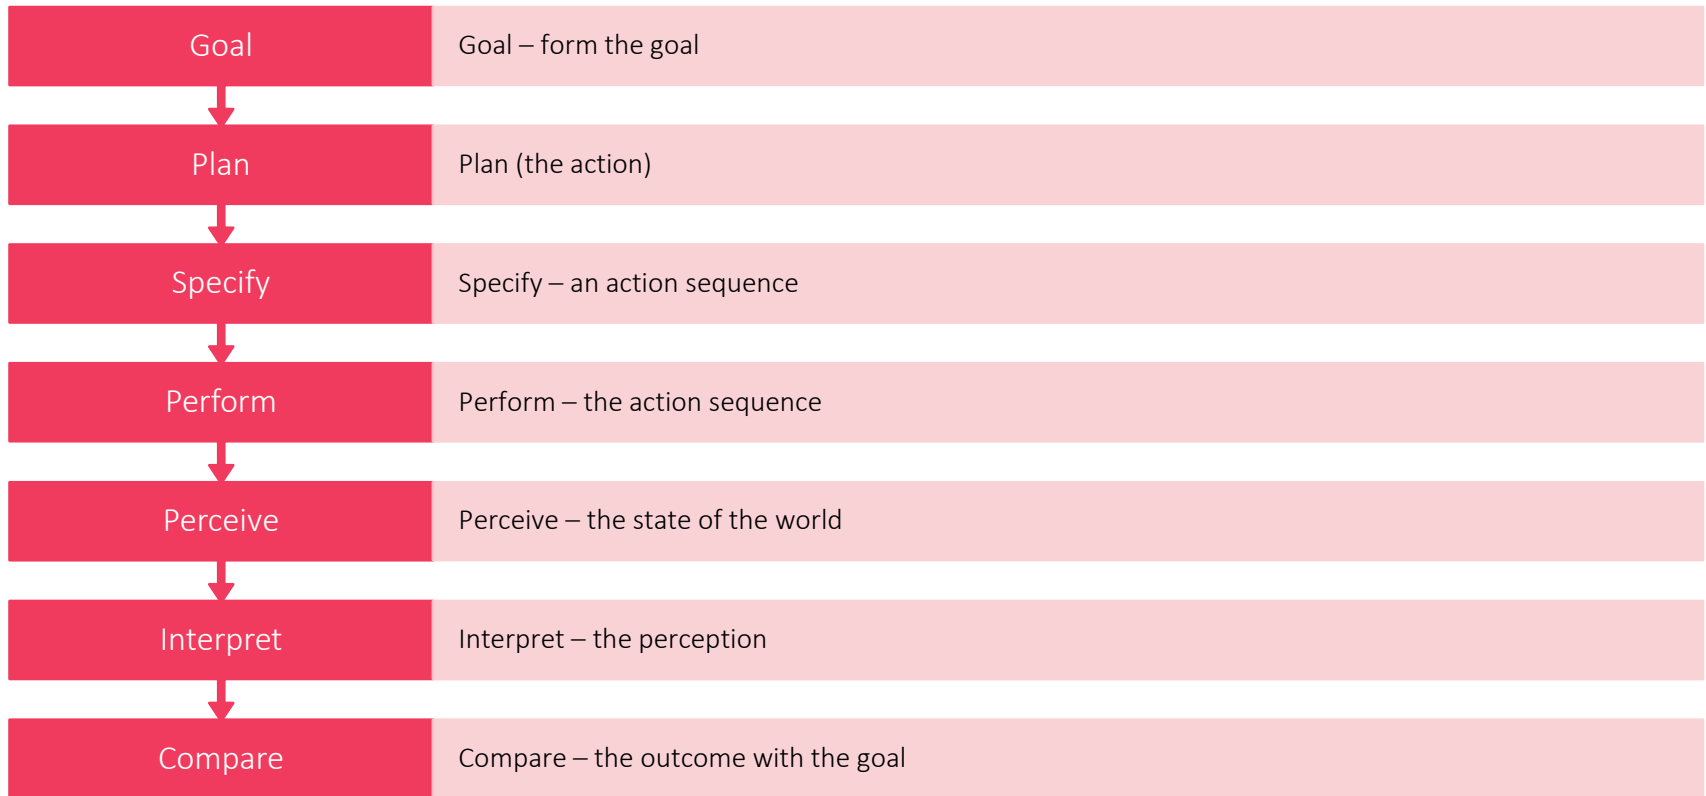 Goal
Goal – form the goal
Plan
Plan (the action)
Specify
Specify – an action sequence
Perform
Perform – the action sequence
Perceive
Perceive – the state of the world
Interpret
Interpret – the perception
Compare
Compare – the outcome with the goal